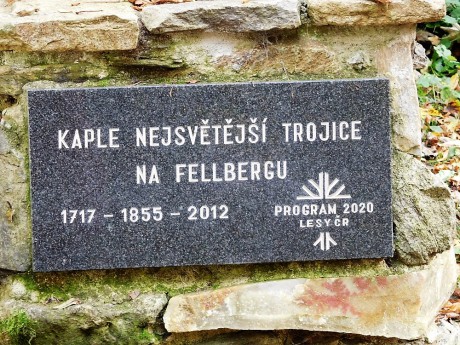 KAPLE NEJSVĚTĚJŠÍ TROJICE
NA FELLBERGU
1717 – 1855 – 2012
PROGRAM 2020
LESY ČR